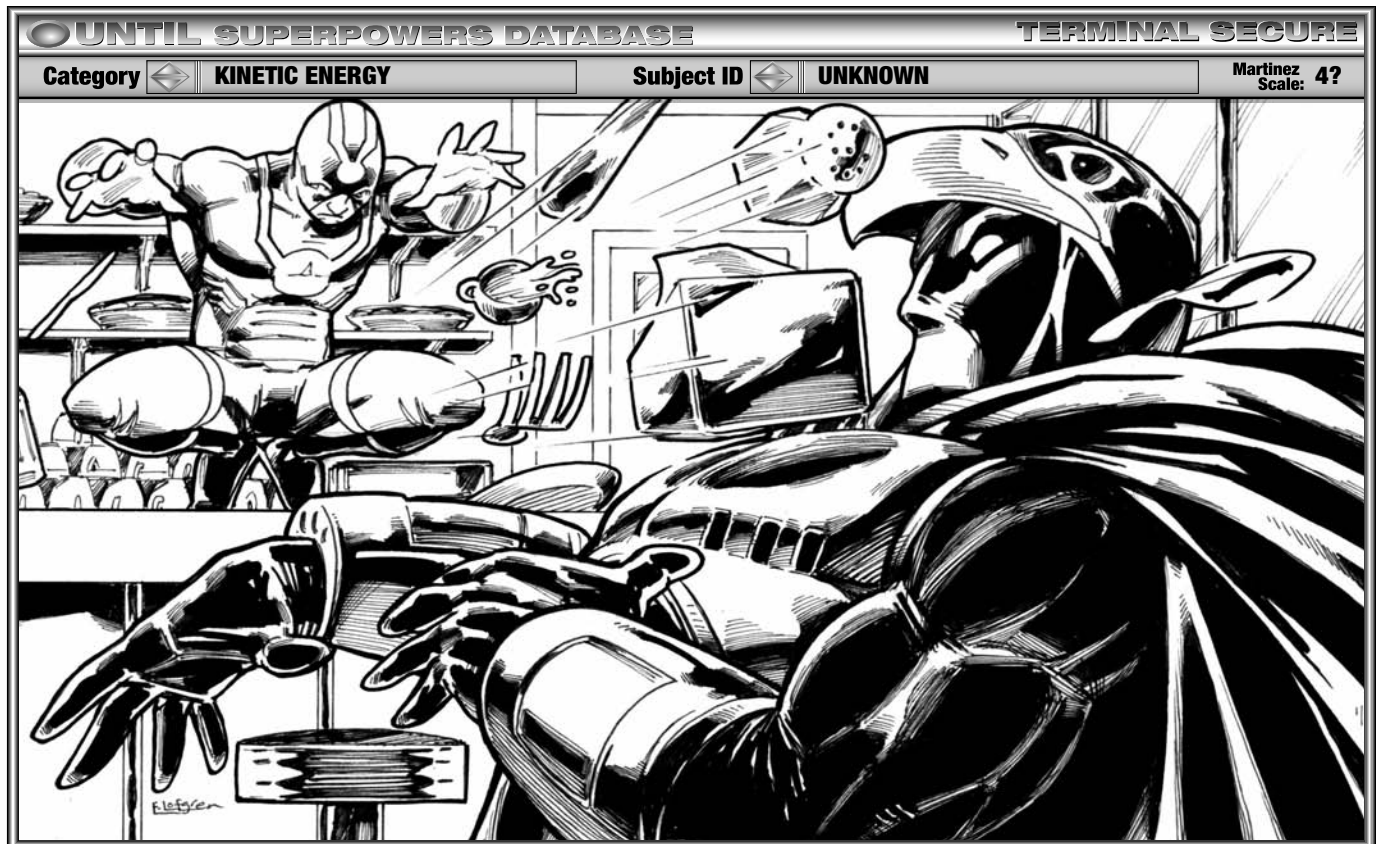 UNTIL SUPERPOWERS DATABASE
TERMINAL SECURE
Category KINETIC ENERGY
Subject ID UNKNOWN
Martinez Scale: 4?
F. Lofgren